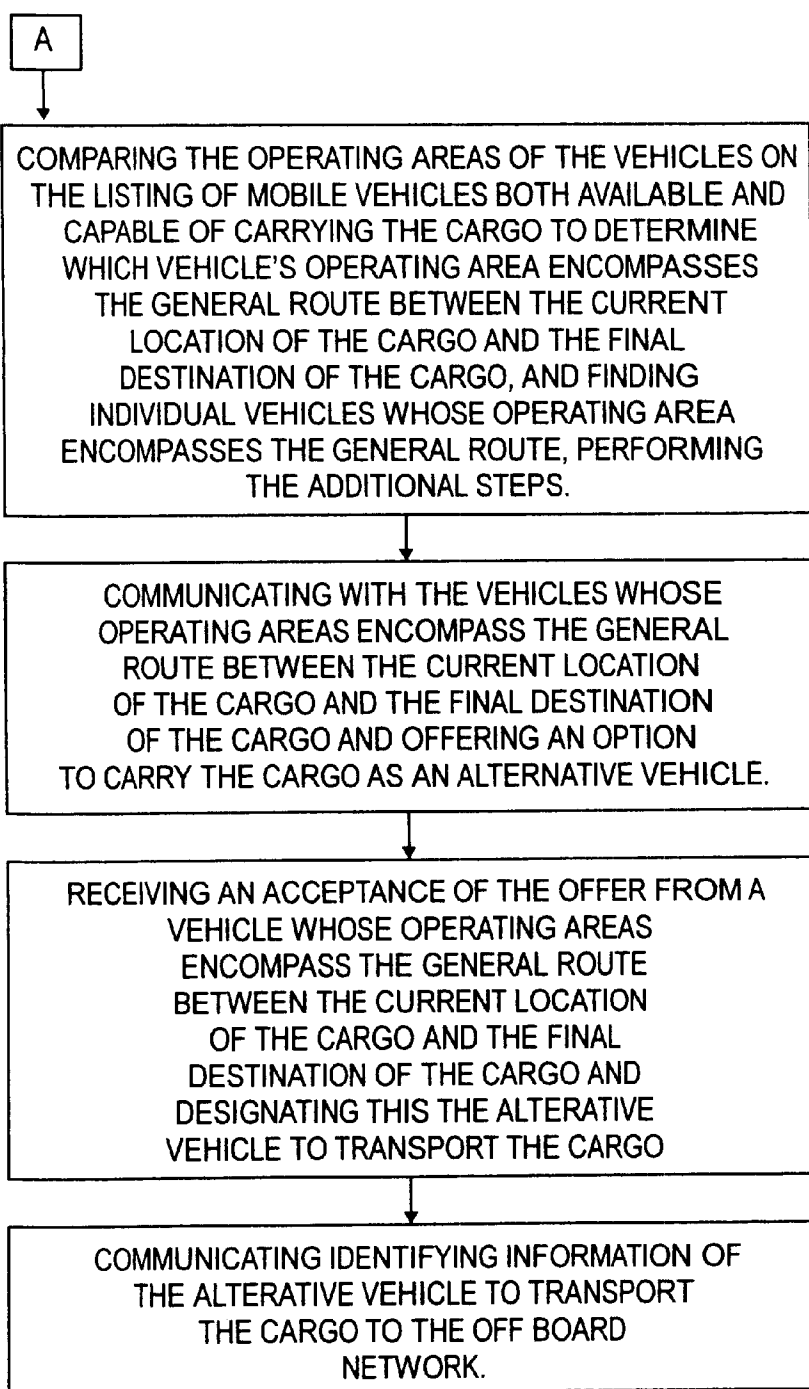 A
COMPARING THE OPERATING AREAS OF THE VEHICLES ON
THE LISTING OF MOBILE VEHICLES BOTH AVAILABLE AND
CAPABLE OF CARRYING THE CARGO TO DETERMINE
WHICH VEHICLE'S OPERATING AREA ENCOMPASSES
THE GENERAL ROUTE BETWEEN THE CURRENT
LOCATION OF THE CARGO AND THE FINAL
DESTINATION OF THE CARGO, AND FINDING
INDIVIDUAL VEHICLES WHOSE OPERATING AREA
ENCOMPASSES THE GENERAL ROUTE, PERFORMING
THE ADDITIONAL STEPS.
COMMUNICATING WITH THE VEHICLES WHOSE
OPERATING AREAS ENCOMPASS THE GENERAL
ROUTE BETWEEN THE CURRENT LOCATION
OF THE CARGO AND THE FINAL DESTINATION
OF THE CARGO AND OFFERING AN OPTION
TO CARRY THE CARGO AS AN ALTERNATIVE VEHICLE.
RECEIVING AN ACCEPTANCE OF THE OFFER FROM A
VEHICLE WHOSE OPERATING AREAS
ENCOMPASS THE GENERAL ROUTE
BETWEEN THE CURRENT LOCATION
OF THE CARGO AND THE FINAL
DESTINATION OF THE CARGO AND
DESIGNATING THIS THE ALTERATIVE
VEHICLE TO TRANSPORT THE CARGO
COMMUNICATING IDENTIFYING INFORMATION OF
THE ALTERATIVE VEHICLE TO TRANSPORT
THE CARGO TO THE OFF BOARD
NETWORK.